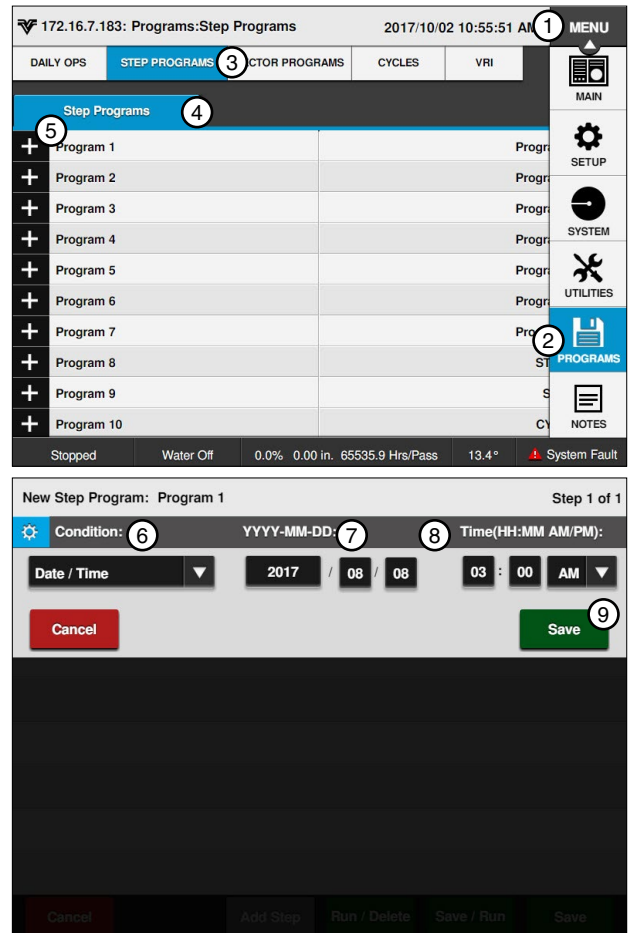 172.16.7.183: Programs:Step Programs 2017/10/02 10:55:51 AM 1 MENU
DAILY OPS STEP PROGRAMS 3 CTOR PROGRAMS CYCLES VRI
MAIN
Step Programs 4
5
+ Program 1 Progra
SETUP
+ Program 2 Progra
+ Program 3 Progra
SYSTEM
+ Program 4 Progra
+ Program 5 Progra
UTILITIES
+ Program 6 Progra
+ Program 7 Pro
2
PROGRAMS
+ Program 8 ST
+ Program 9 S
+ Program 10 CY
NOTES
Stopped Water Off 0.0% 0.00 in. 65535.9 Hrs/Pass 13.4° System Fault
New Step Program: Program 1 Step 1 of 1
Condition: 6 YYYY-MM-DD: 7 8 Time(HH:MM AM/PM):
Date / Time 2017 / 08 / 08 03 : 00 AM
9
Cancel Save
Cancel Add Step Run / Delete Save / Run Save